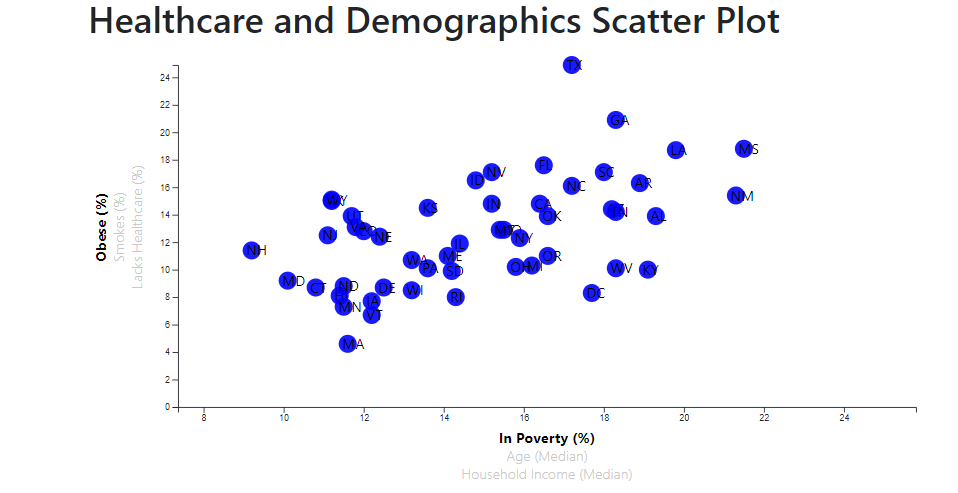 Healthcare and Demographics Scatter Plot
TX
24
22
GA
20
LA
MS
18
FL
NV
SC
ID
AR
16
NC
NM
WY
KS
IN
CA
14
UT
OK
AL
VA
NJ
NE
NY
12
NH
IL
ME
OR
WA
PA
SD
OH
MI
WV
KY
10
MD
CT
ND
DE
WI
RI
DC
8
IA
MN
VT
6
MA
4
2
0
8
10
12
14
16
18
20
22
24
Obese (%)
Smokes (%)
Lacks Healthcare (%)
In Poverty (%)
Age (Median)
Household Income (Median)